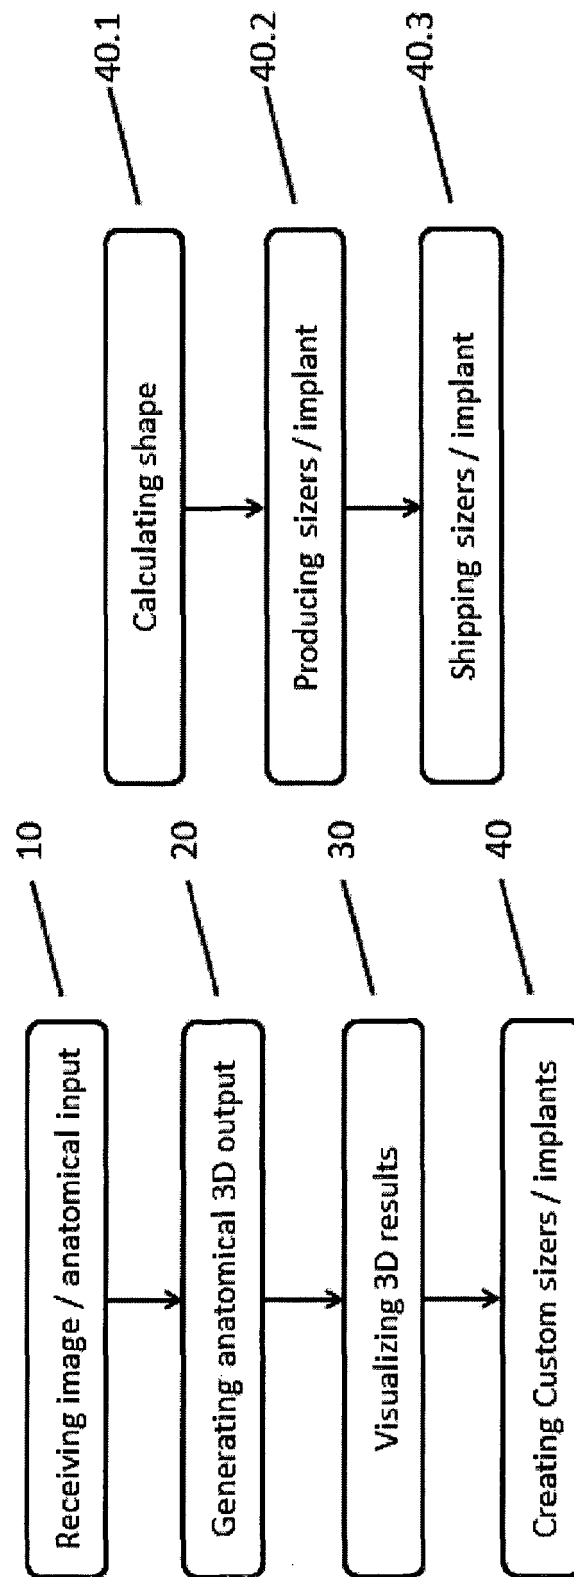 Receiving image / anatomical input
10
Generating anatomical 3D output
20
Visualizing 3D results
30
Creating Custom sizers / implants
40
Calculating shape
40.1
Producing sizers / implant
40.2
Shipping sizers / implant
40.3